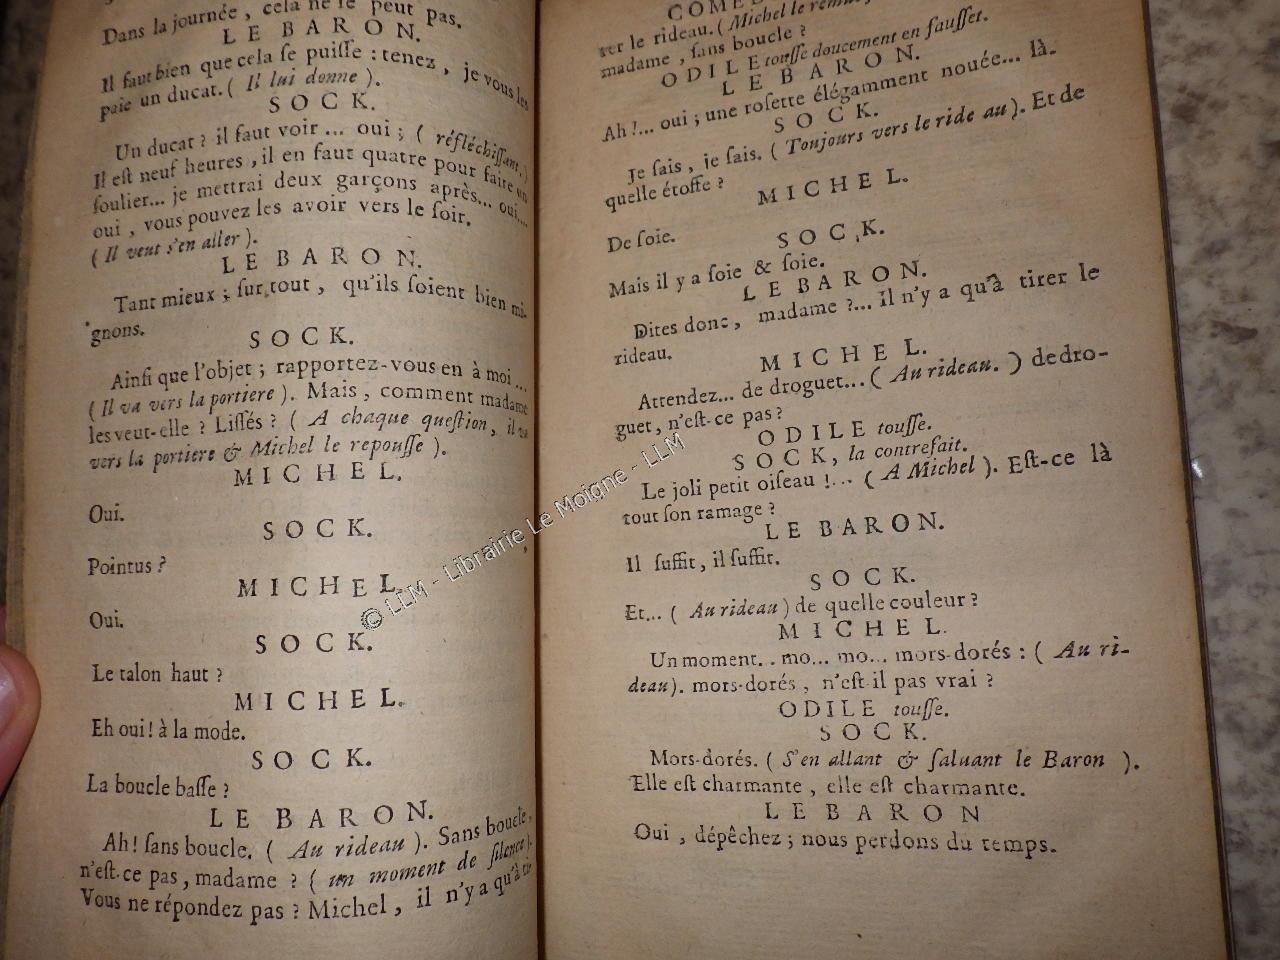 Dans la journée, cela ne ſe peut pas.
LE BARON.
Il faut bien que cela ſe puiſſe : tenez, je vous les
paie un ducat. ( Il lui donne ).
SOCK.
Un ducat ? il faut voir ... oui ; ( réfléchiſſant. )
Il eſt neuf heures, il en faut quatre pour faire un
ſoulier... je mettrai deux garçons après... oui....
oui, vous pouvez les avoir vers le ſoir.
( Il veut s'en aller ).
LE BARON.
Tant mieux ; ſur tout, qu'ils ſoient bien mi-
gnons.
SOCK.
Ainſi que l'objet ; rapportez-vous en à moi ...
( Il va vers la portiere ). Mais, comment madame
les veut-elle ? Liſſés ? ( A chaque queſtion, il va
vers la portiere & Michel le repouſſe ).
MICHEL.
Oui.
SOCK.
Pointus ?
MICHEL.
Oui.
SOCK.
Le talon haut ?
MICHEL.
Eh oui ! à la mode.
SOCK.
La boucle baſſe ?
LE BARON.
Ah ! ſans boucle. ( Au rideau ). Sans boucle,
n'eſt-ce pas, madame ? ( un moment de ſilence ).
Vous ne répondez pas ? Michel, il n'y a qu'à ti-
rer le rideau. ( Michel le
madame, ſans boucle ?
ODILE touſſe doucement en fauſſet.
LE BARON.
Ah !... oui ; une roſette élégamment nouée... là.
SOCK.
Je ſais, je ſais. ( Toujours vers le ride au ). Et de
quelle étoffe ?
MICHEL.
De ſoie.
SOCK.
Mais il y a ſoie & ſoie.
LE BARON.
Dites donc, madame ?... Il n'y a qu'à tirer le
rideau.
MICHEL.
Attendez... de droguet... ( Au rideau. ) de dro-
guet, n'eſt-ce pas ?
ODILE touſſe.
SOCK, la contrefait.
Le joli petit oiſeau !... ( A Michel ). Eſt-ce là
tout ſon ramage ?
LE BARON.
Il ſuffit, il ſuffit.
SOCK.
Et... ( Au rideau ) de quelle couleur ?
MICHEL.
Un moment. . mo... mo... mors-dorés : ( Au ri-
deau). mors-dorés, n'eſt-il pas vrai ?
ODILE touſſe.
SOCK.
Mors-dorés. ( S'en allant & ſaluant le Baron ).
Elle eſt charmante, elle eſt charmante.
LE BARON
Oui, dépêchez ; nous perdons du temps.
© LLM - Librairie Le Moigne - LLM